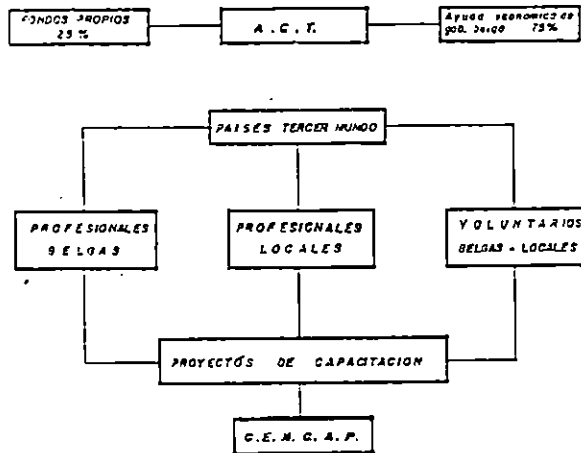 FONDOS PROPIOS
25 %
A.C.T.
Ayuda economica de
gob. belga 75%
PAISES TERCER MUNDO
PROFESIONALES
BELGAS
PROFESIONALES
LOCALES
VOLUNTARIOS
BELGAS - LOCALES
PROYECTOS DE CAPACITACION
C.E.N.C.A.P.